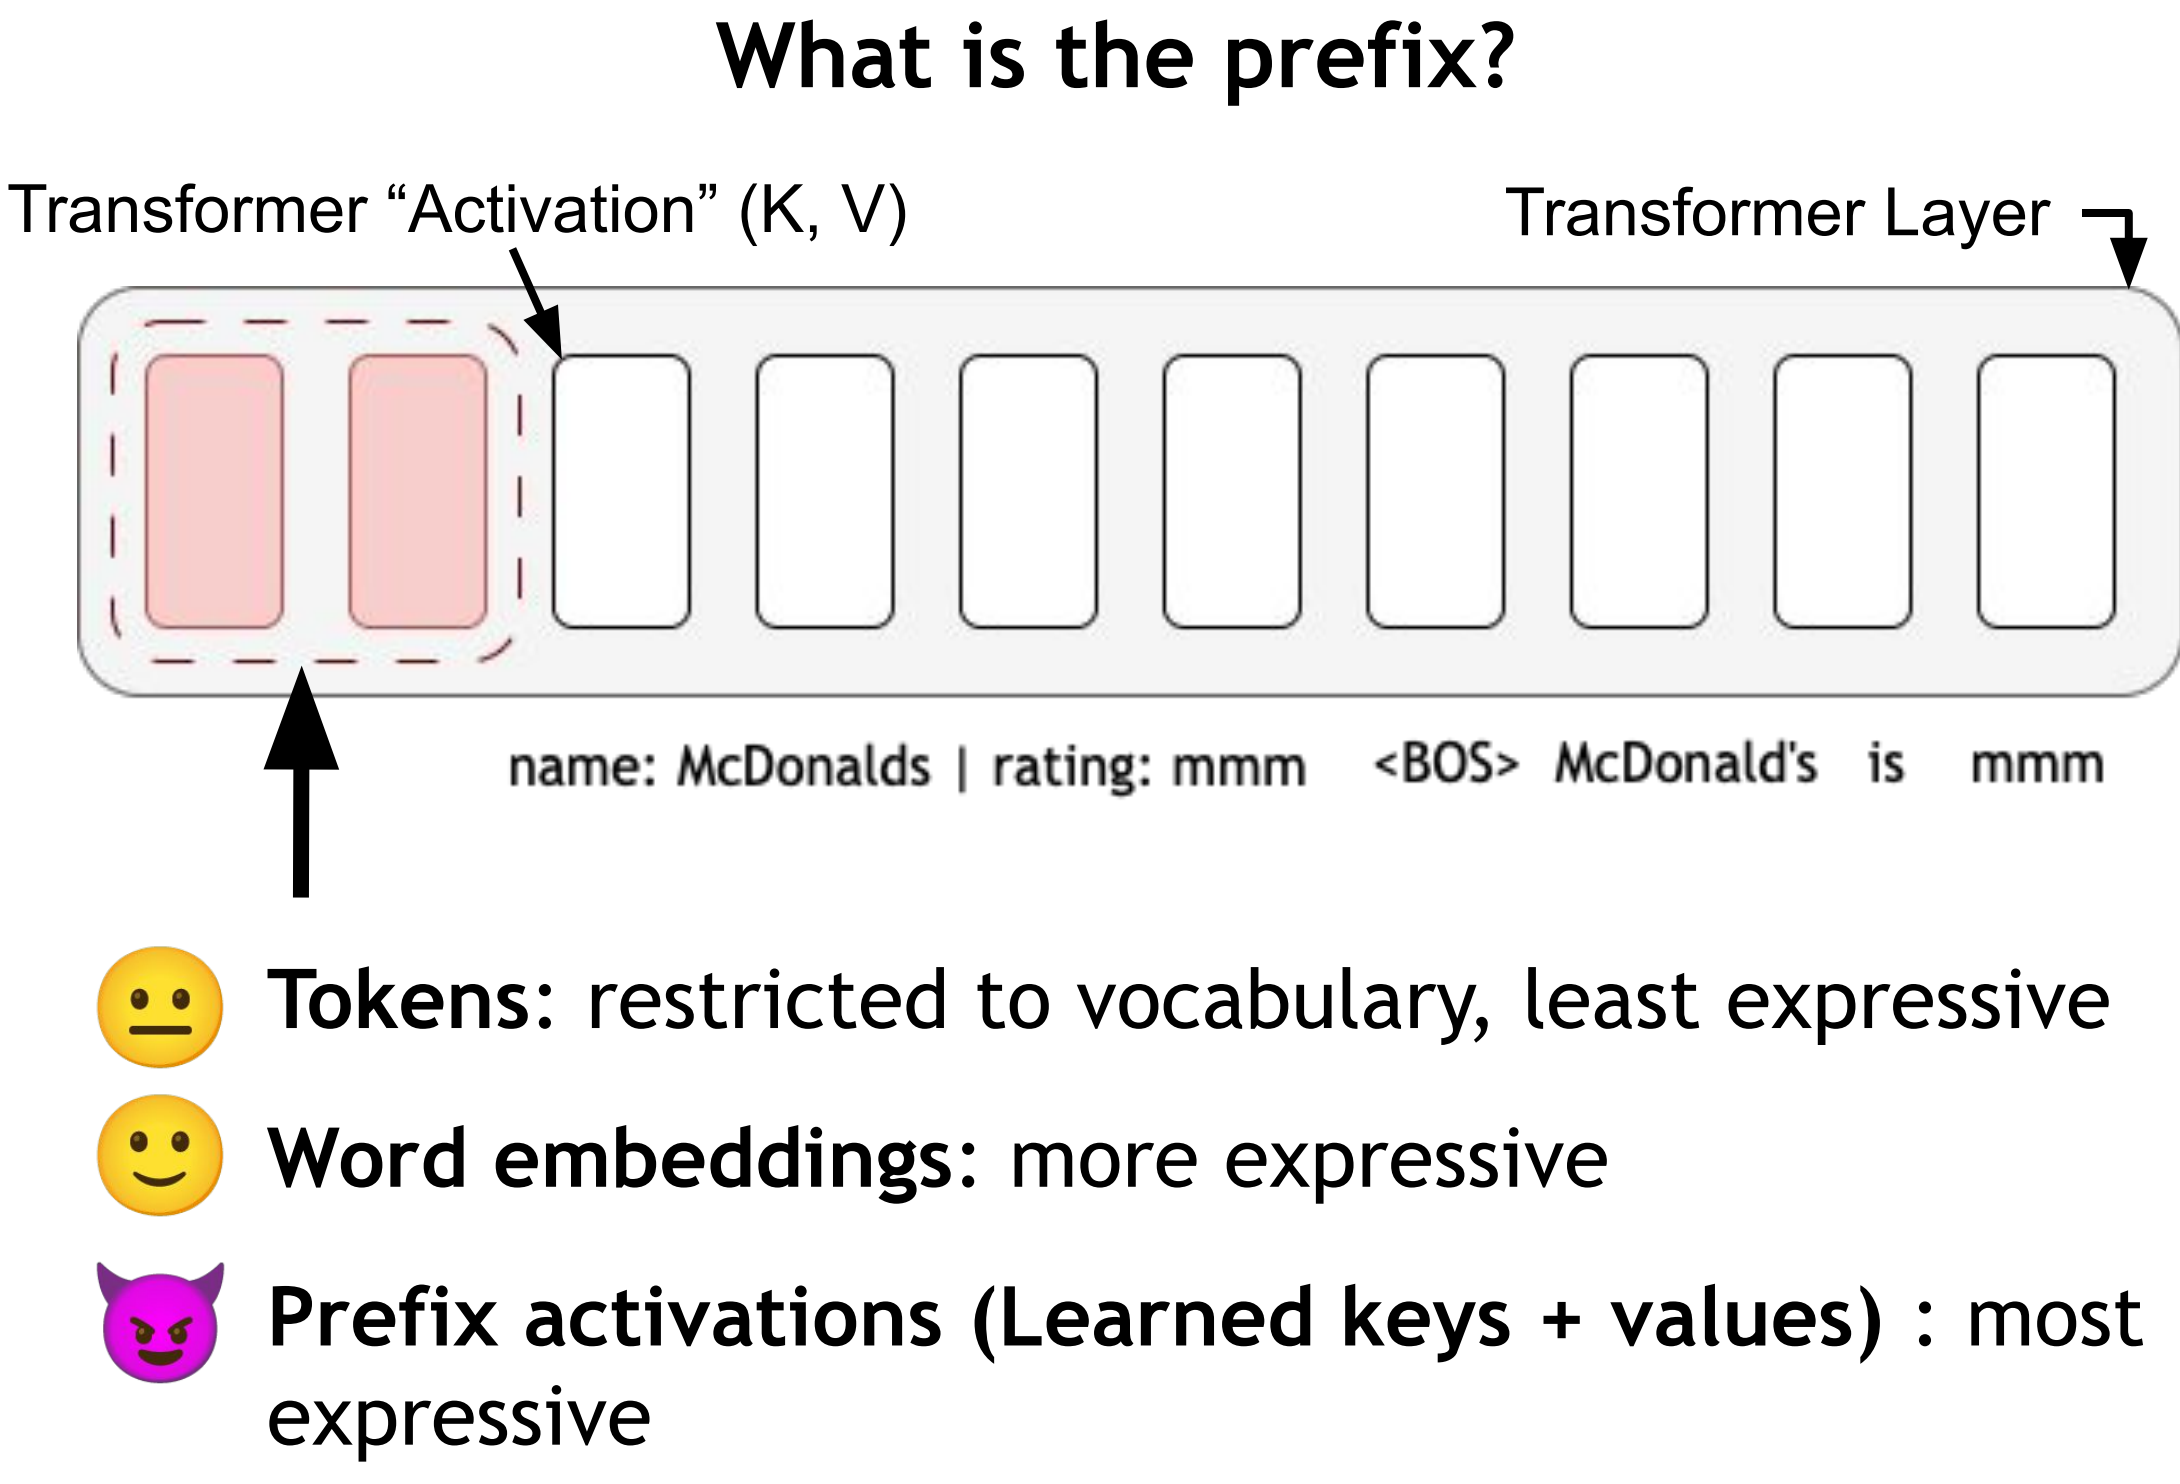 What is the prefix?
Transformer “Activation” (K, V)
Transformer Layer
name: McDonalds | rating: mmm <BOS> McDonald's is mmm
Tokens: restricted to vocabulary, least expressive
Word embeddings: more expressive
Prefix activations (Learned keys + values) : most
expressive